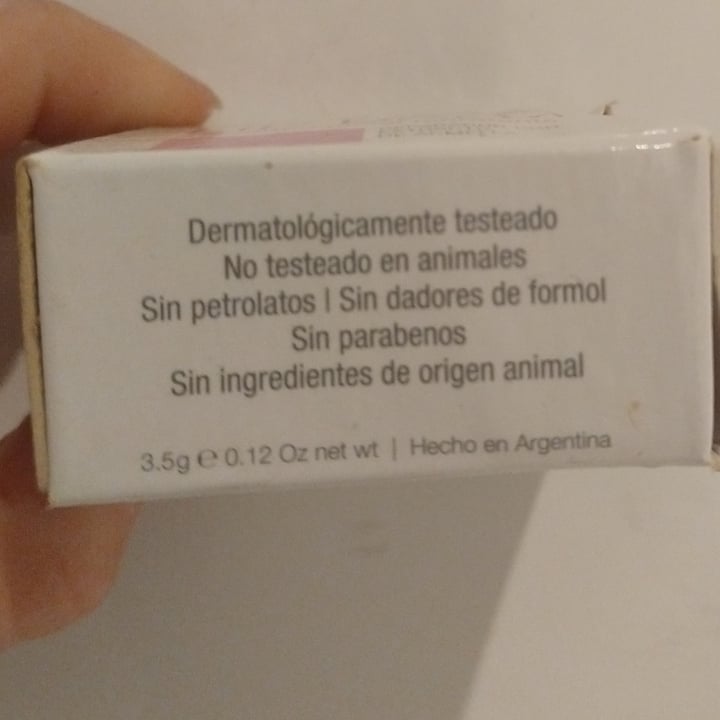 Dermatológicamente testeado
No testeado en animales
Sin petrolatos | Sin dadores de formol
Sin parabenos
Sin ingredientes de origen animal
3.5g ℮ 0.12 Oz net wt | Hecho en Argentina